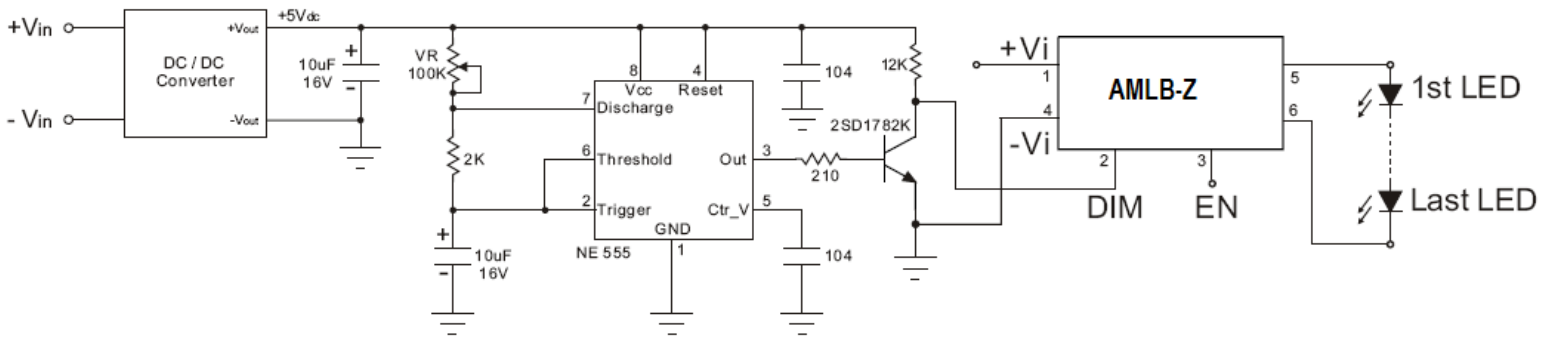 +Vin
- Vin
DC / DC
Converter
+Vout
-Vout
+5Vdc
+
10uF
16V
-
VR
100K
2K
+
10uF
16V
-
7
Discharge
6
Threshold
2
Trigger
8
Vcc
4
Reset
Out
3
Ctr_V
5
GND
1
NE 555
104
104
210
12K
2SD1782K
+Vi
1
4
-Vi
AMLB-Z
2
3
DIM
EN
5
6
1st LED
Last LED